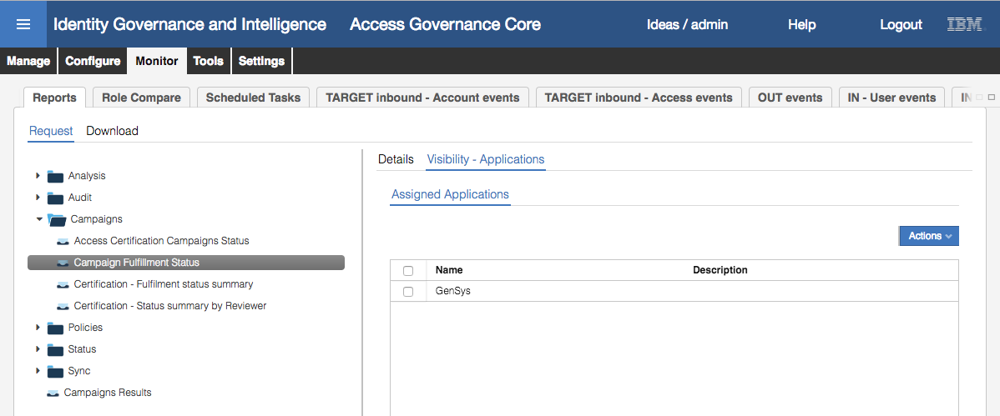 Identity Governance and Intelligence Access Governance Core Ideas / admin Help Logout IBM
Manage Configure Monitor Tools Settings
Reports Role Compare Scheduled Tasks TARGET inbound - Account events TARGET inbound - Access events OUT events IN - User events IN
Request Download
Analysis
Audit
Campaigns
Access Certification Campaigns Status
Campaign Fulfillment Status
Certification - Fulfilment status summary
Certification - Status summary by Reviewer
Policies
Status
Sync
Campaigns Results
Details Visibility - Applications
Assigned Applications
Actions
Name Description
GenSys